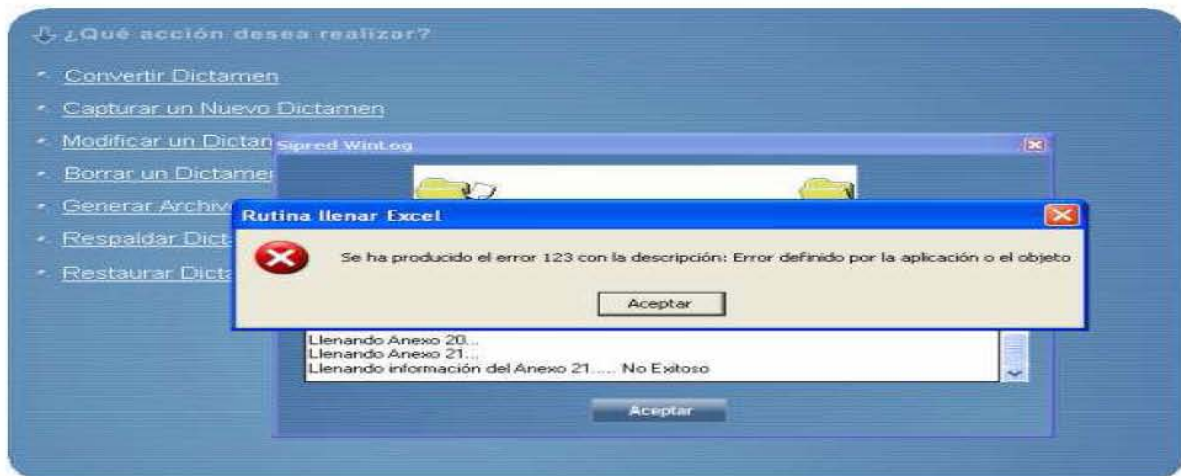 ¿Qué acción desea realizar?
Convertir Dictamen
Capturar un Nuevo Dictamen
Modificar un Dictan
Sipred WinLog
Borrar un Dictame
Generar Archiv
Rutina llenar Excel
Respaldar Dict
Se ha producido el error 123 con la descripción: Error definido por la aplicación o el objeto
Restaurar Dicta
Aceptar
Llenando Anexo 20...
Llenando Anexo 21...
Llenando información del Anexo 21..... No Exitoso
Aceptar